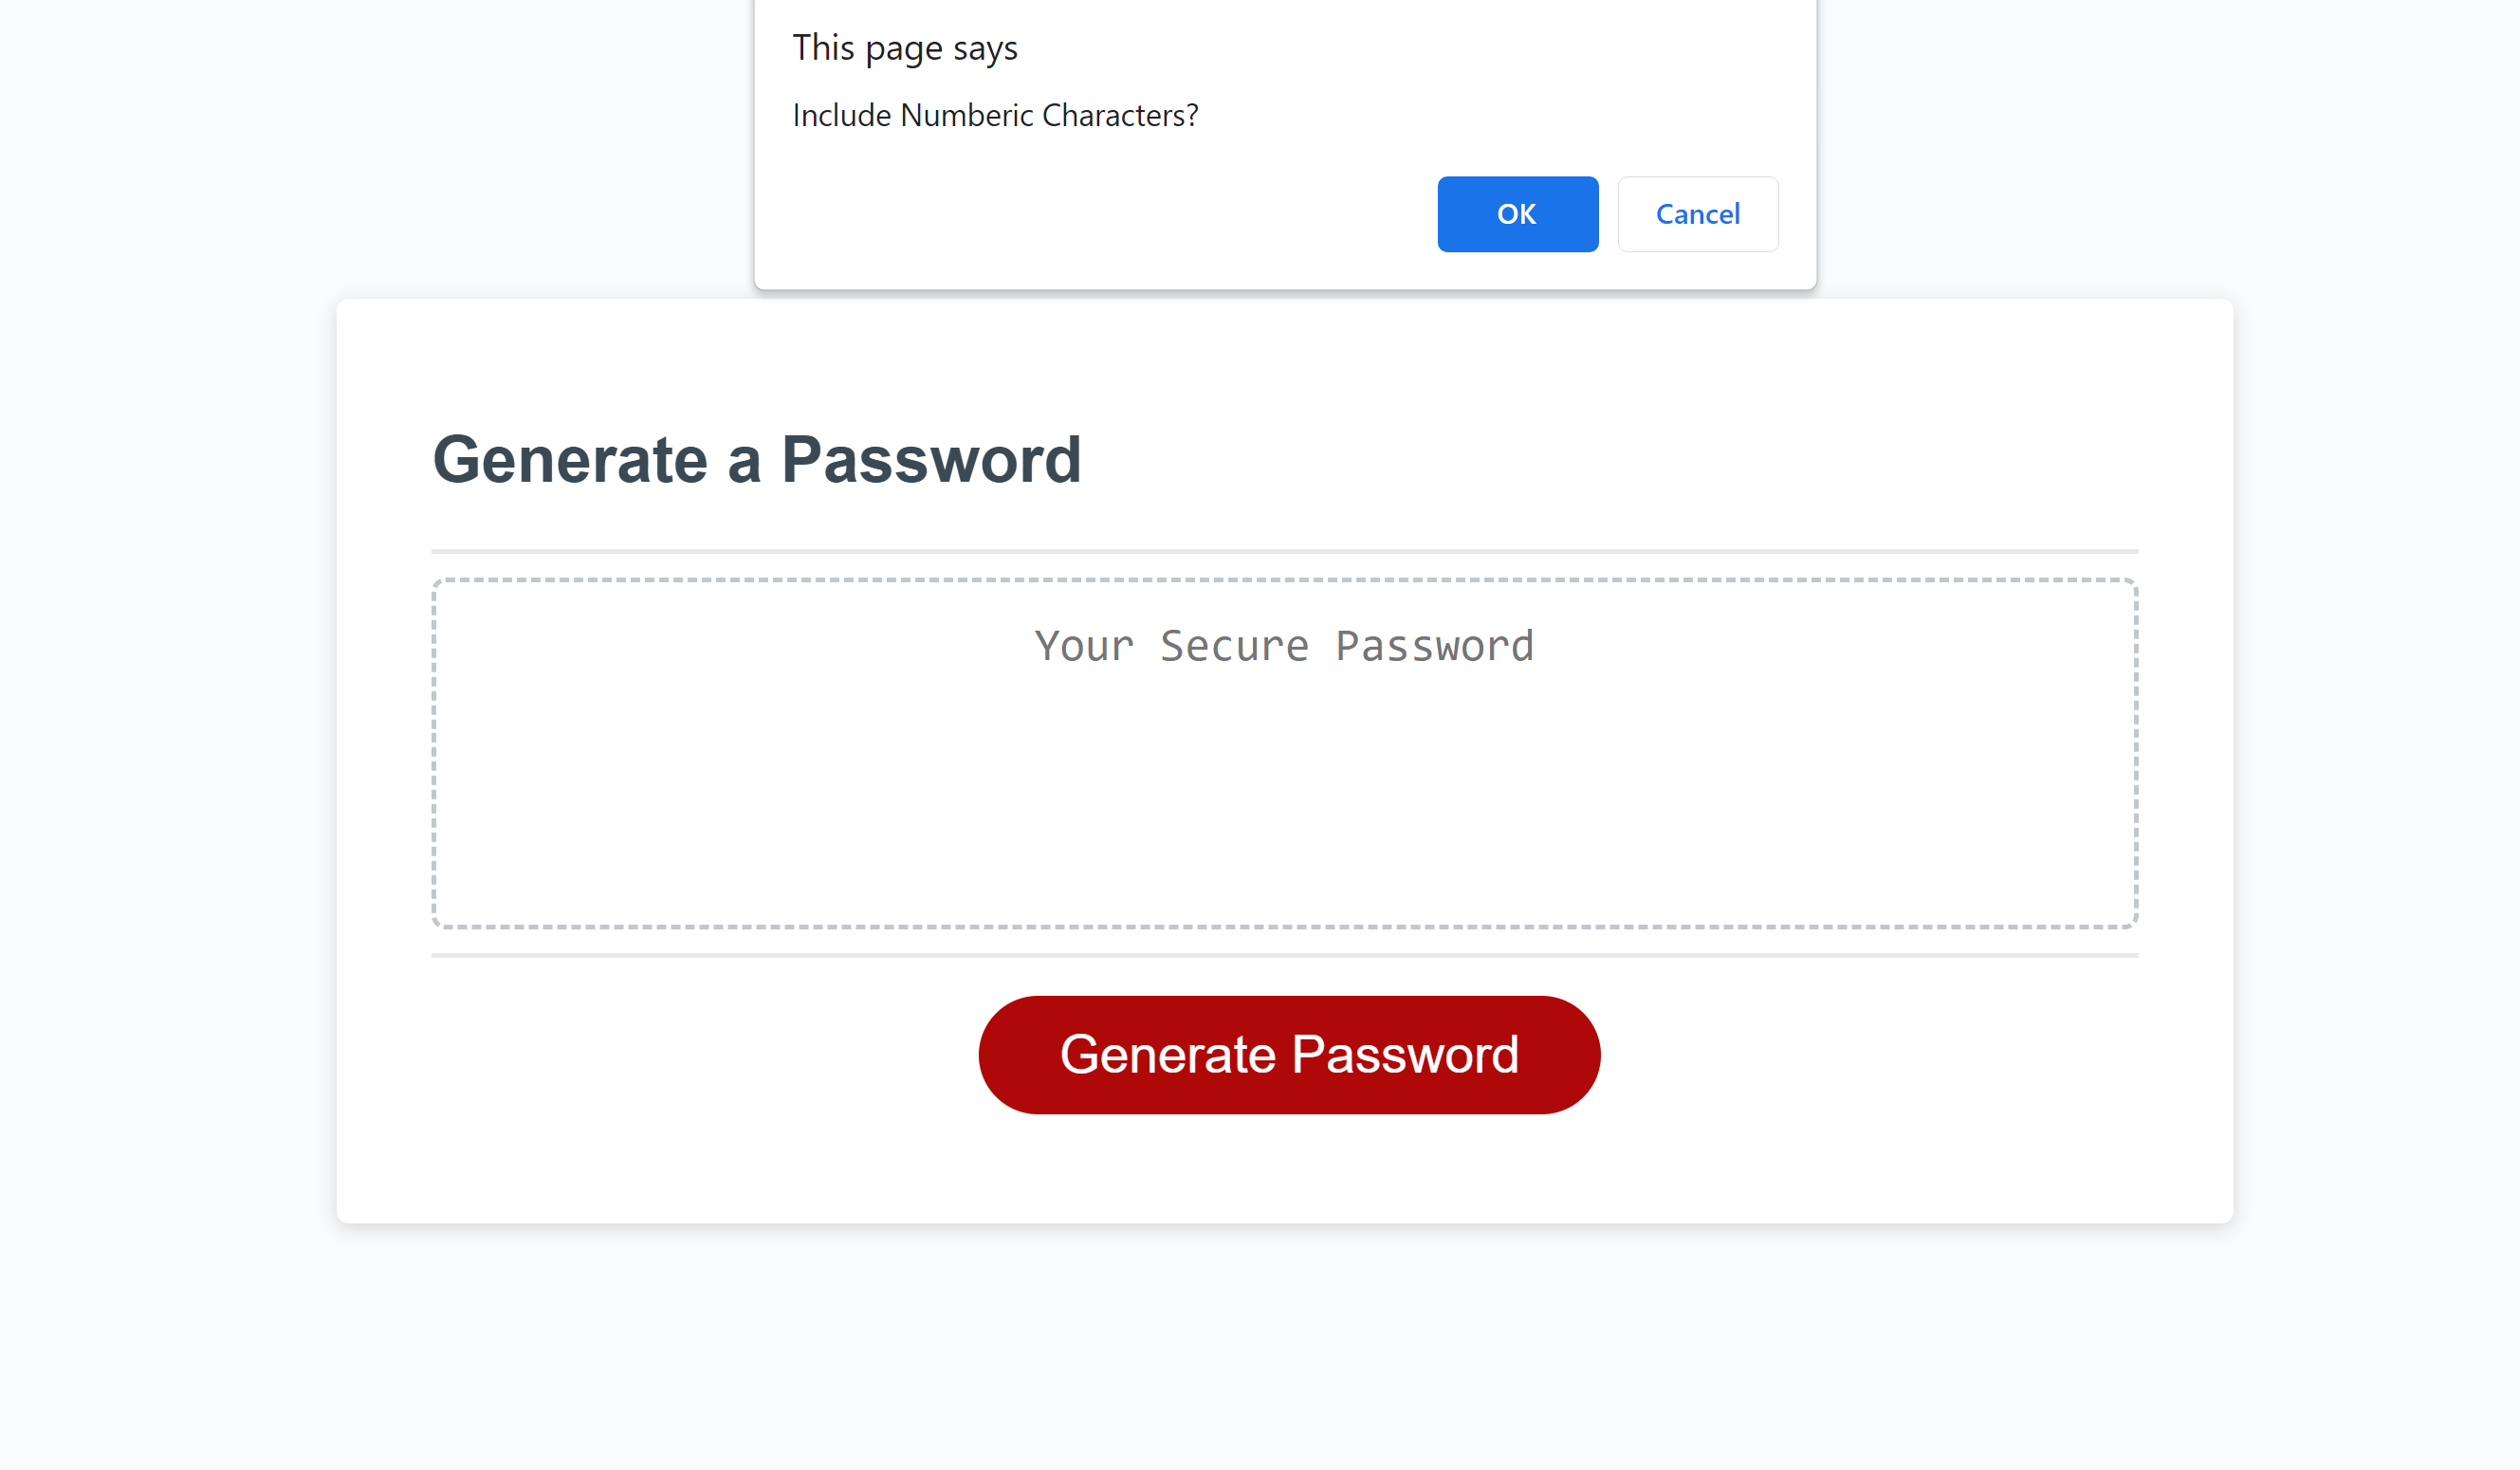 This page says
Include Numberic Characters?
OK Cancel
Generate a Password
Your Secure Password
Generate Password